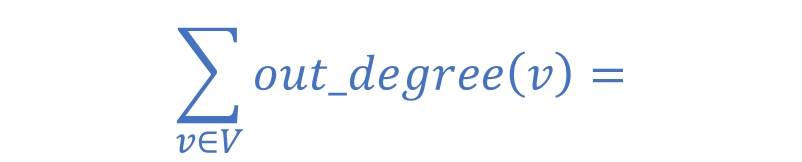 ∑ out_degree(v) =
v∈V